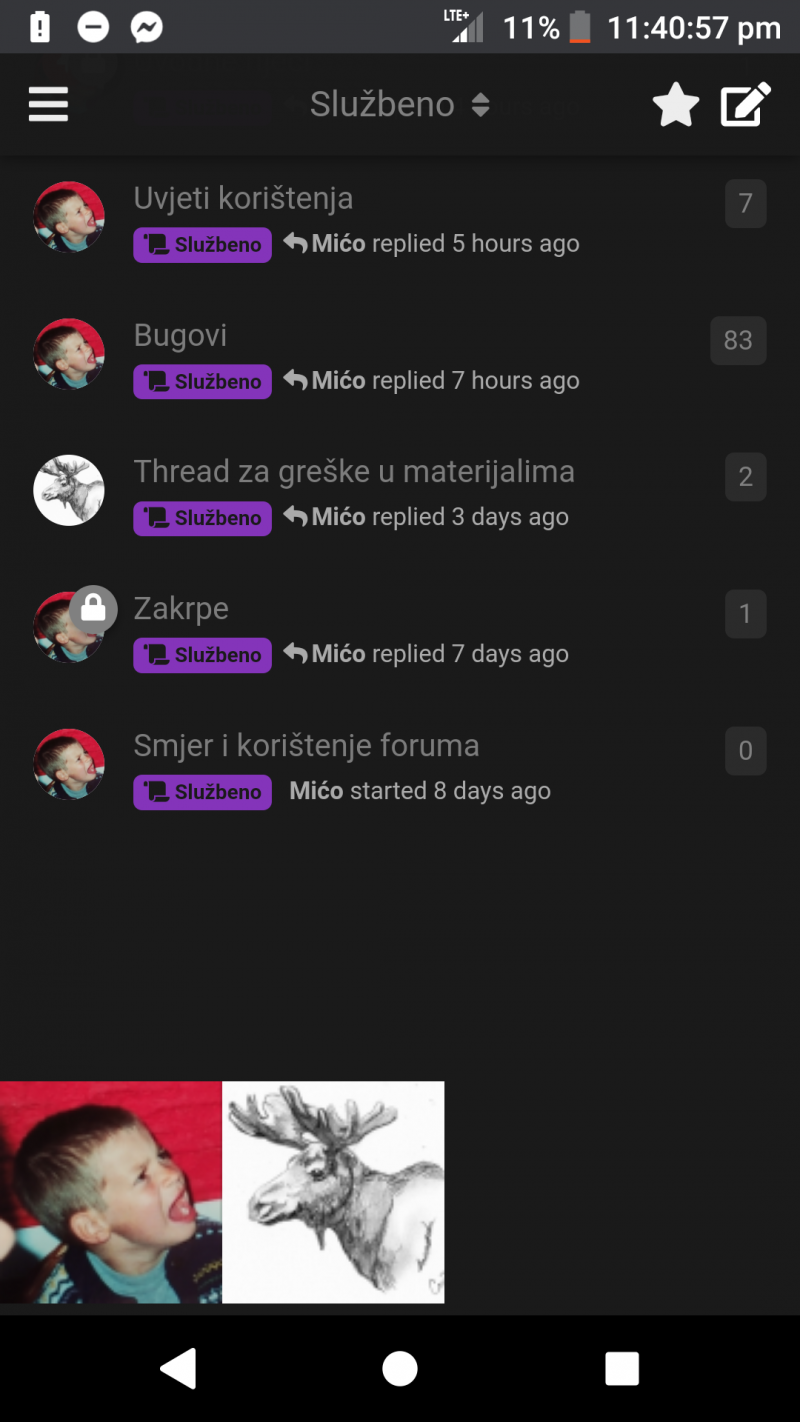 LTE+ 11% 11:40:57 pm
Službeno
Uvjeti korištenja 7
Službeno Mićo replied 5 hours ago
Bugovi 83
Službeno Mićo replied 7 hours ago
Thread za greške u materijalima 2
Službeno Mićo replied 3 days ago
Zakrpe 1
Službeno Mićo replied 7 days ago
Smjer i korištenje foruma 0
Službeno Mićo started 8 days ago